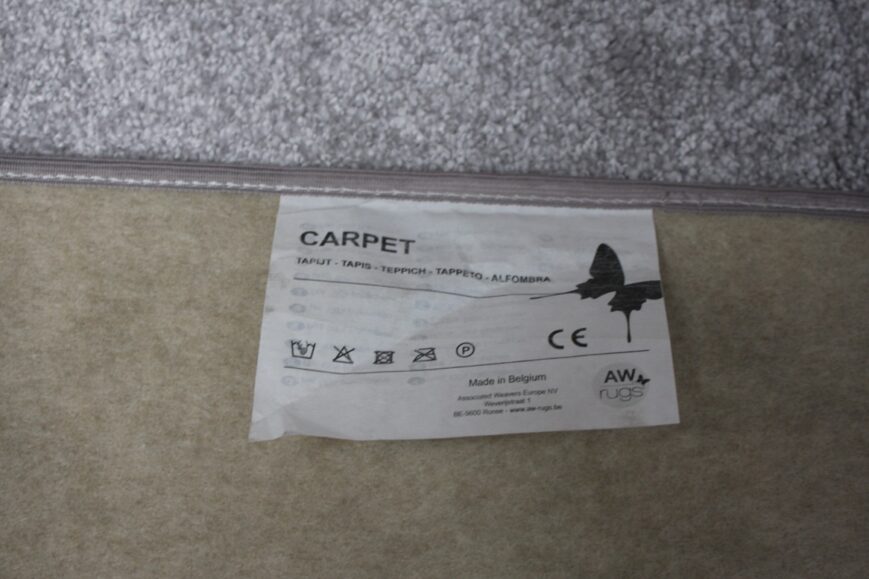 CARPET
TAPIJT - TAPIS - TEPPICH - TAPPETO - ALFOMBRA
P
CE
Made in Belgium
Associated Weavers Europe NV
Weverijstraat 1
BE-9600 Ronse - www.aw-rugs.be
AW
rugs